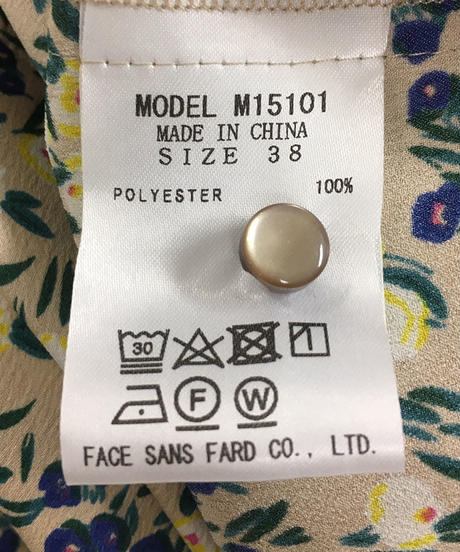 MODEL M15101
MADE IN CHINA
SIZE 38
POLYESTER 100%
30
F W
FACE SANS FARD CO., LTD.